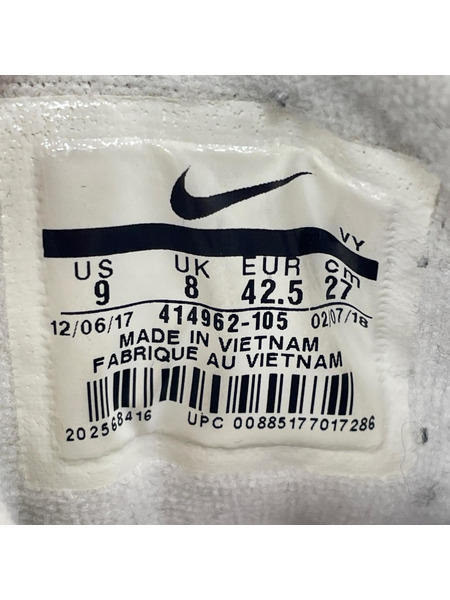 VY
US UK EUR cm
9 8 42.5 27
12/06/17 414962-105 02/07/18
MADE IN VIETNAM
FABRIQUE AU VIETNAM
202568416 UPC 00885177017286